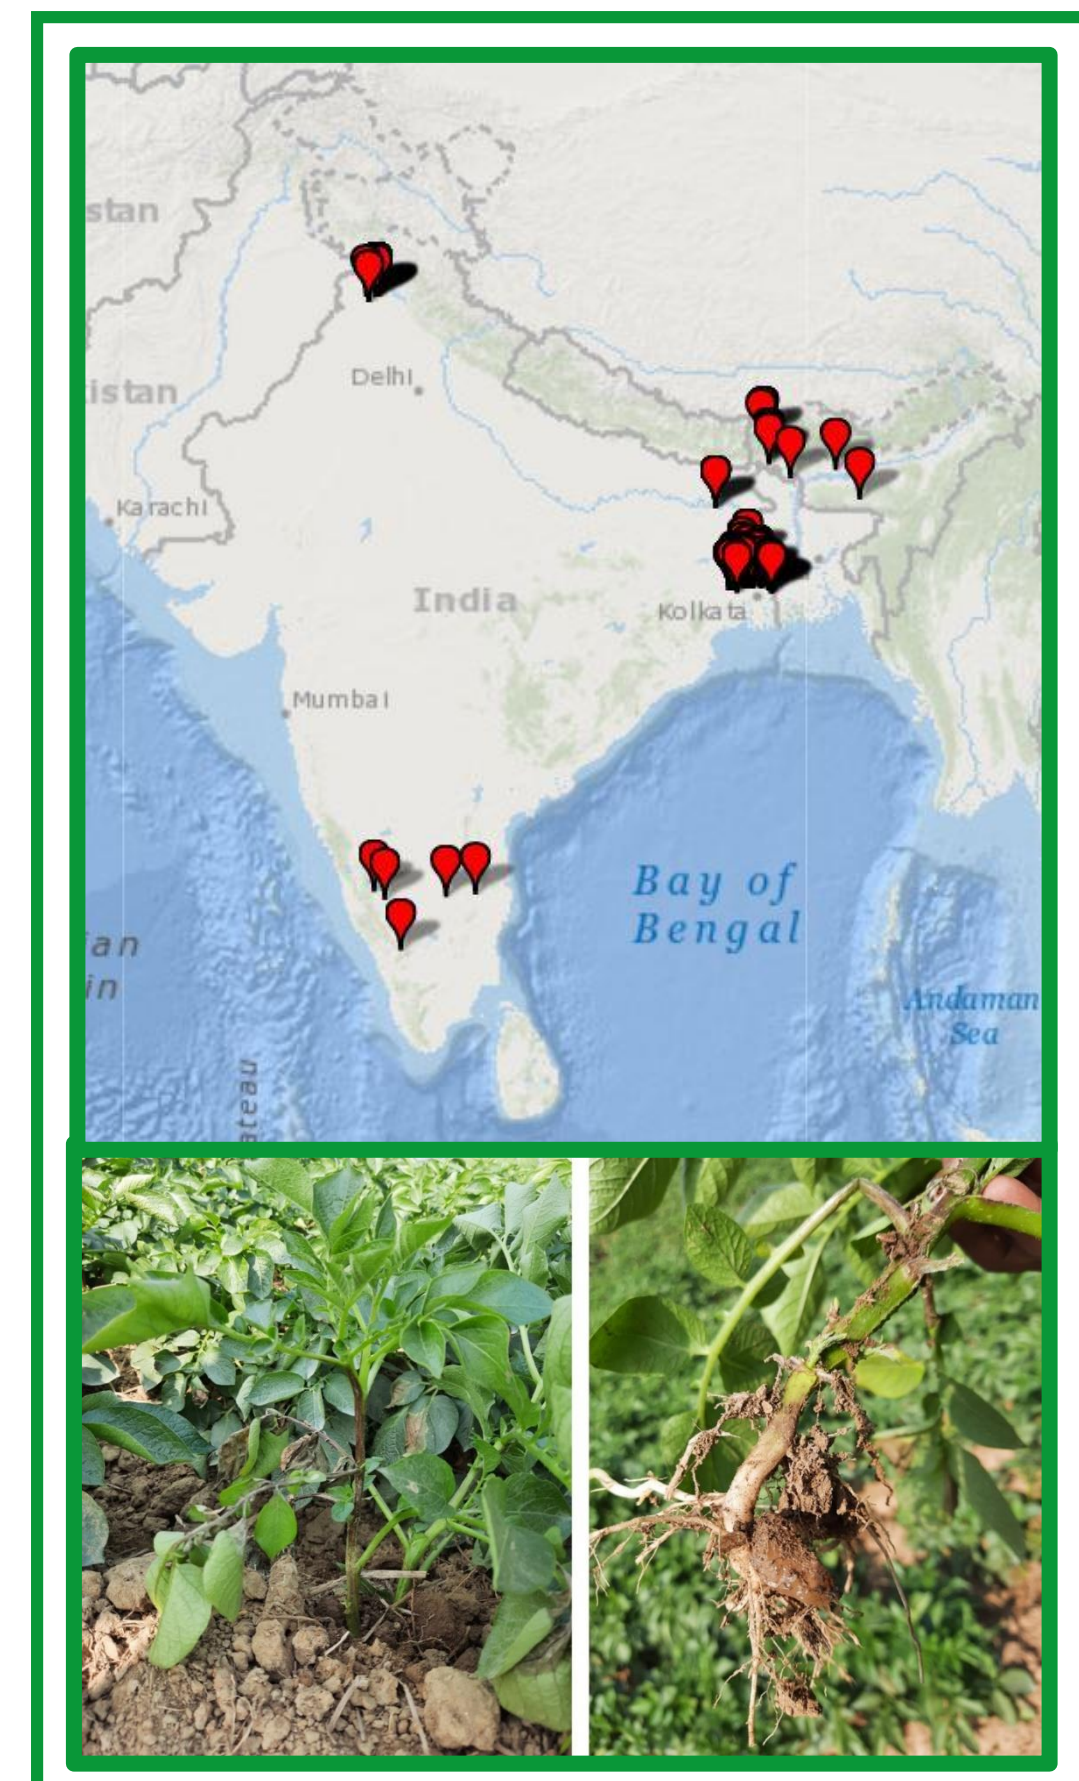 stan
Delhi
istan
Karachi
India
Kolkata
Mumbai
Bay of
Bengal
an
in
Andaman
Sea
ateau